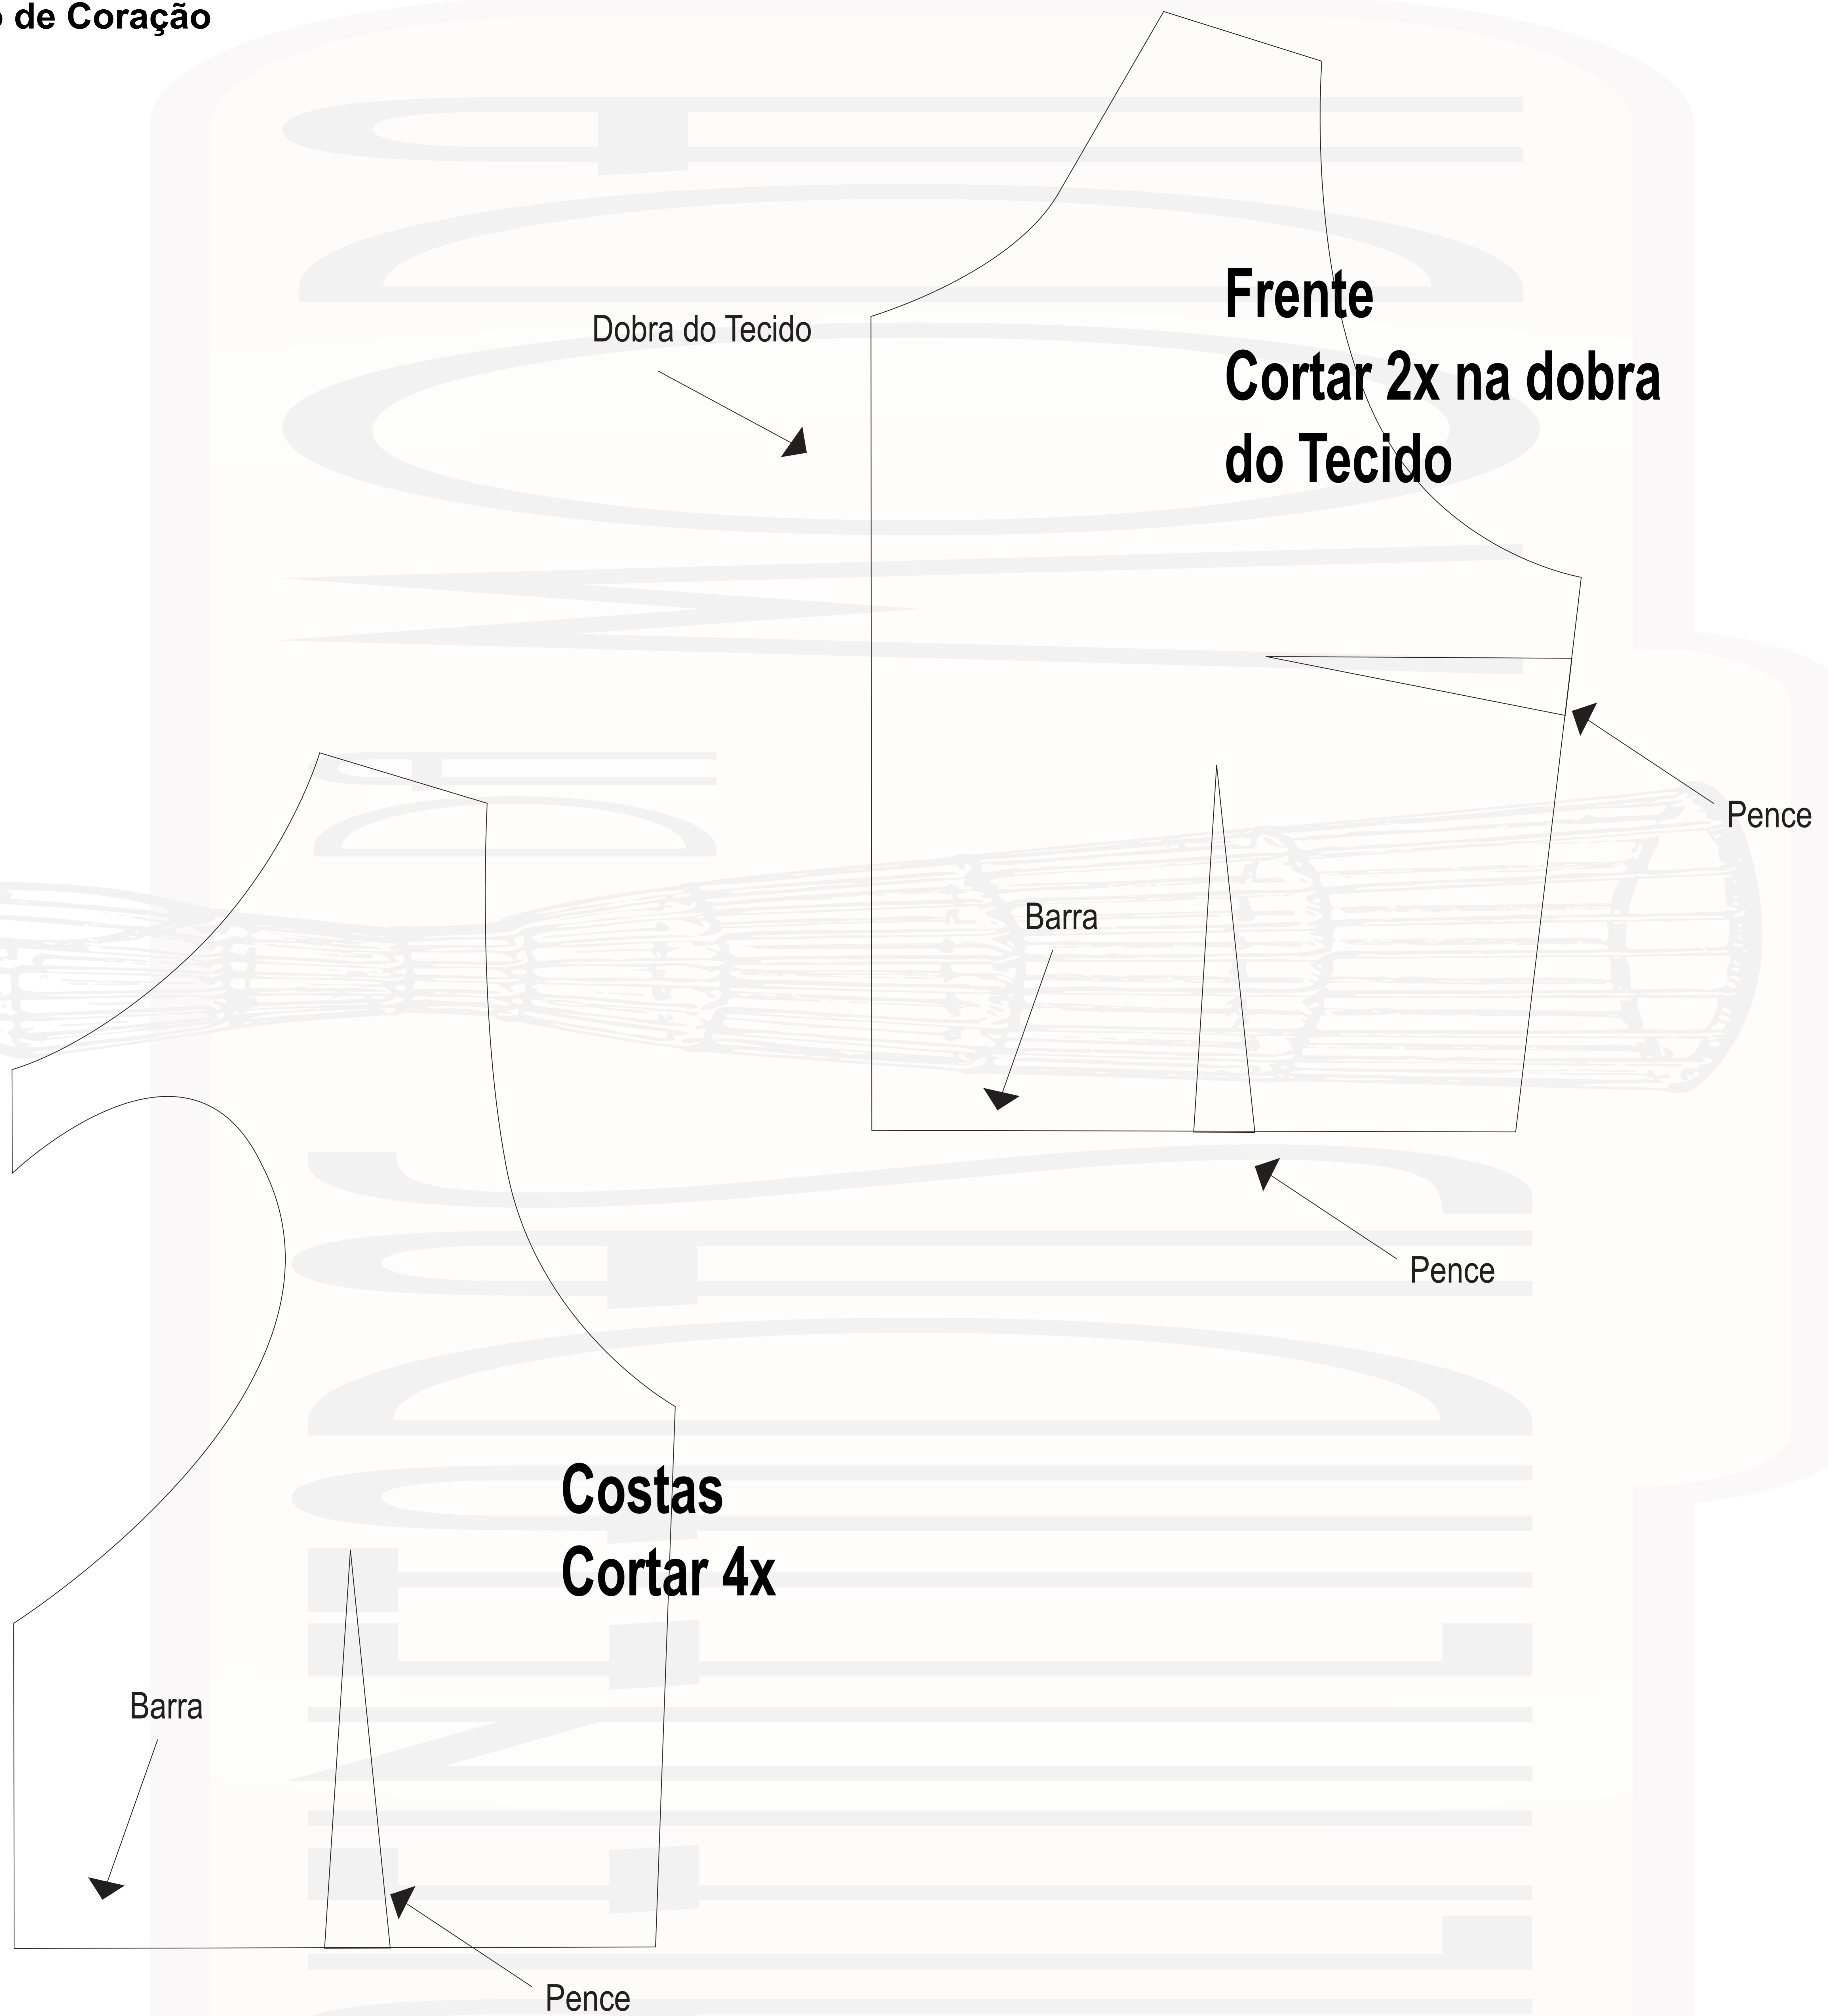 de Coração
Dobra do Tecido
Frente
Cortar 2x na dobra
do Tecido
Pence
Barra
Pence
Costas
Cortar 4x
Barra
Pence